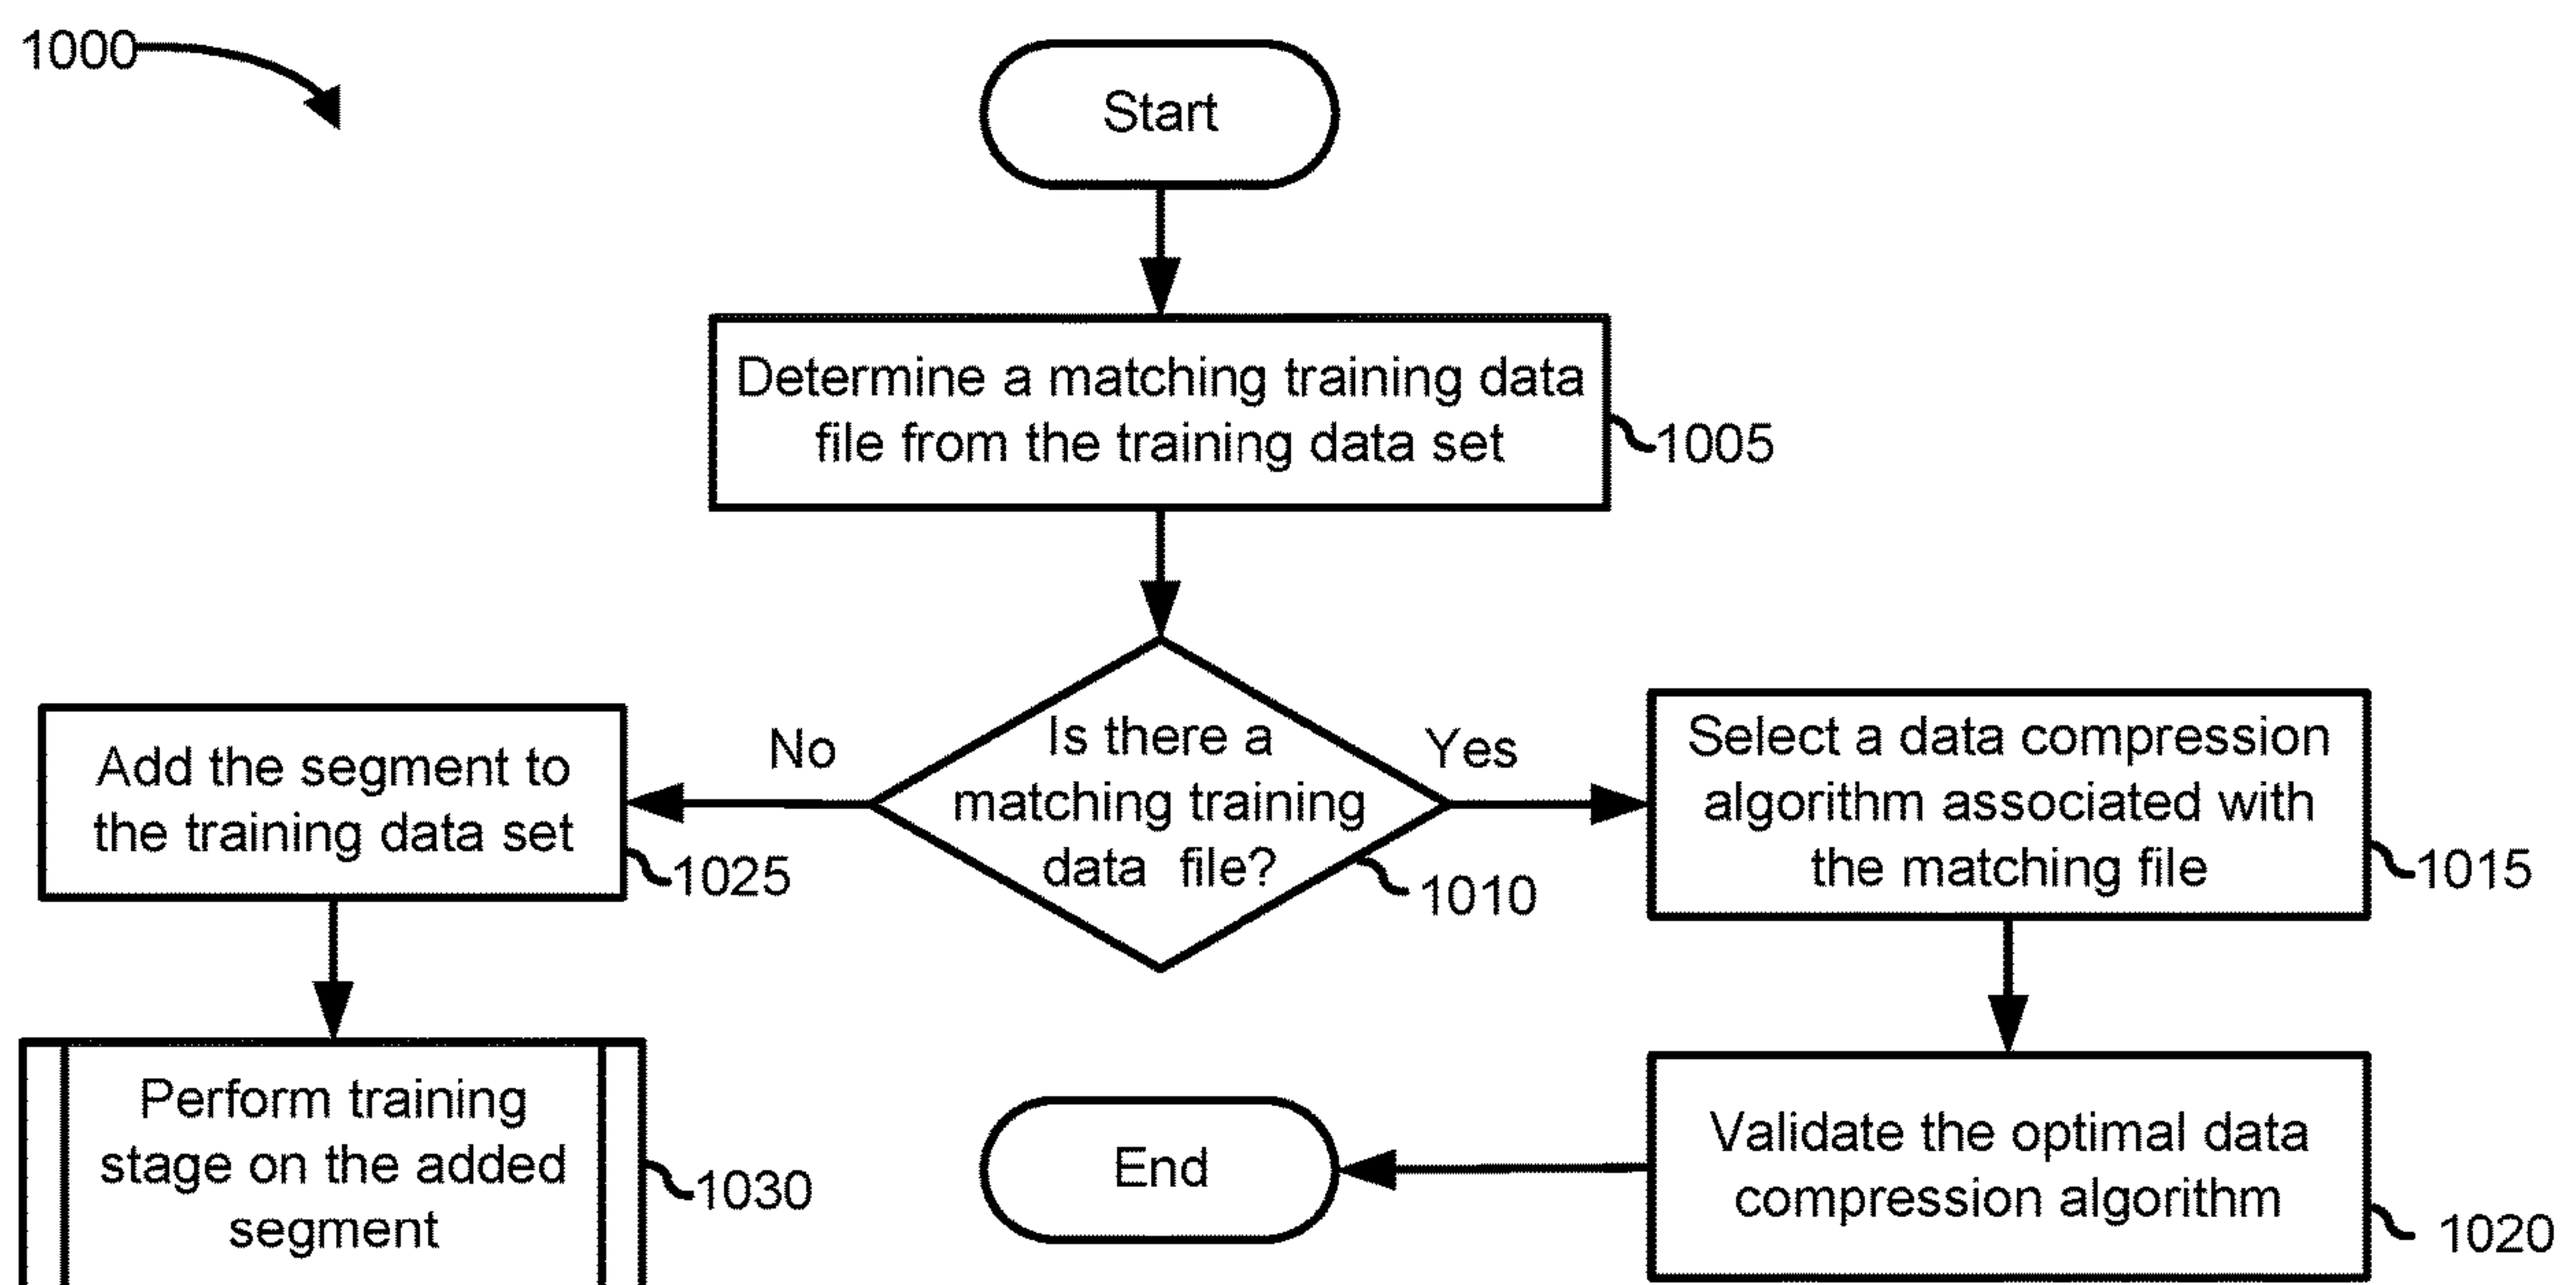 1000
Start
Determine a matching training data
file from the training data set
1005
Is there a
matching training
data file?
1010
No
Yes
Add the segment to
the training data set
1025
Select a data compression
algorithm associated with
the matching file
1015
Perform training
stage on the added
segment
1030
End
Validate the optimal data
compression algorithm
1020